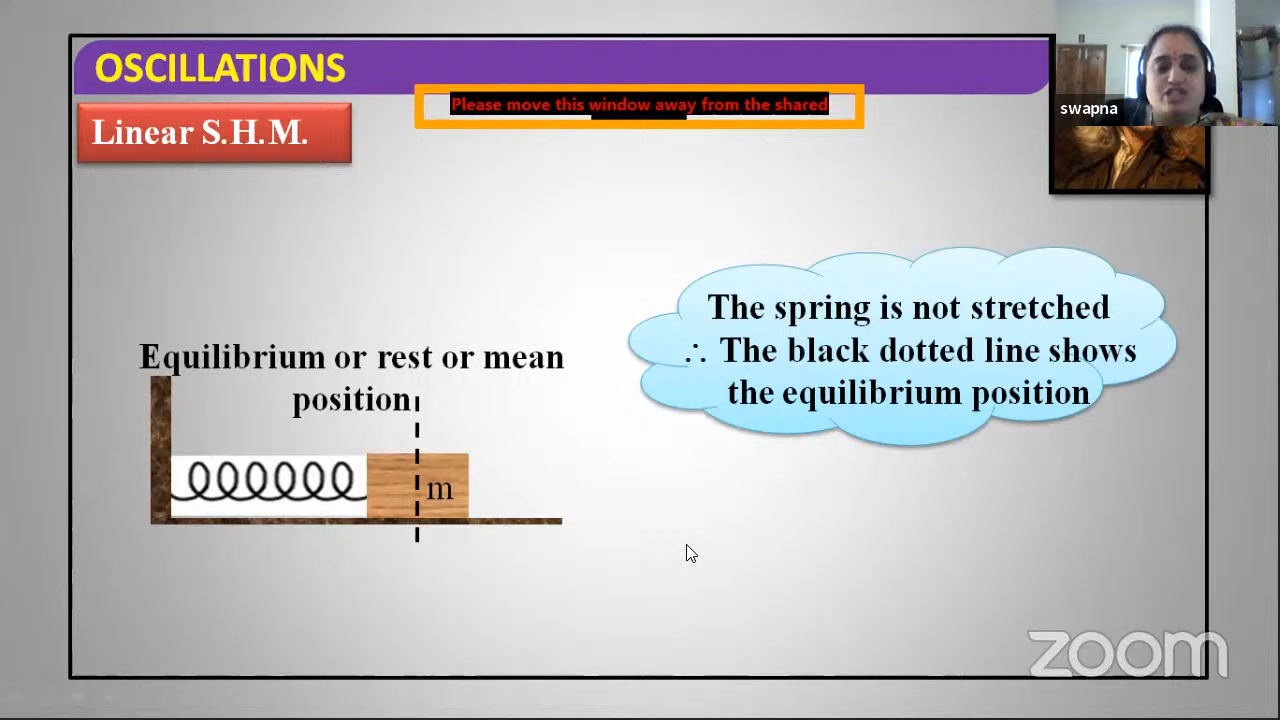 OSCILLATIONS
Please move this window away from the shared
swapna
Linear S.H.M.
The spring is not stretched
∴ The black dotted line shows
the equilibrium position
Equilibrium or rest or mean
position
m
zoom